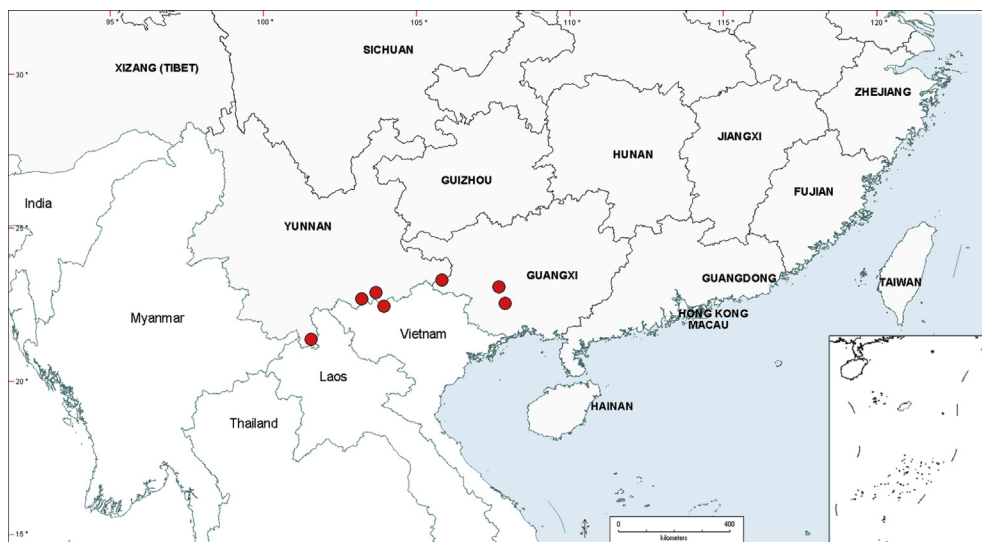 95° 100° 105° 110° 115° 120°
SICHUAN
XIZANG (TIBET)
30°
ZHEJIANG
JIANGXI
HUNAN
GUIZHOU
FUJIAN
India
25°
YUNNAN
GUANGXI
GUANGDONG
TAIWAN
HONG KONG
MACAU
Myanmar
Vietnam
Laos
20°
HAINAN
Thailand
15°
0 400
kilometers